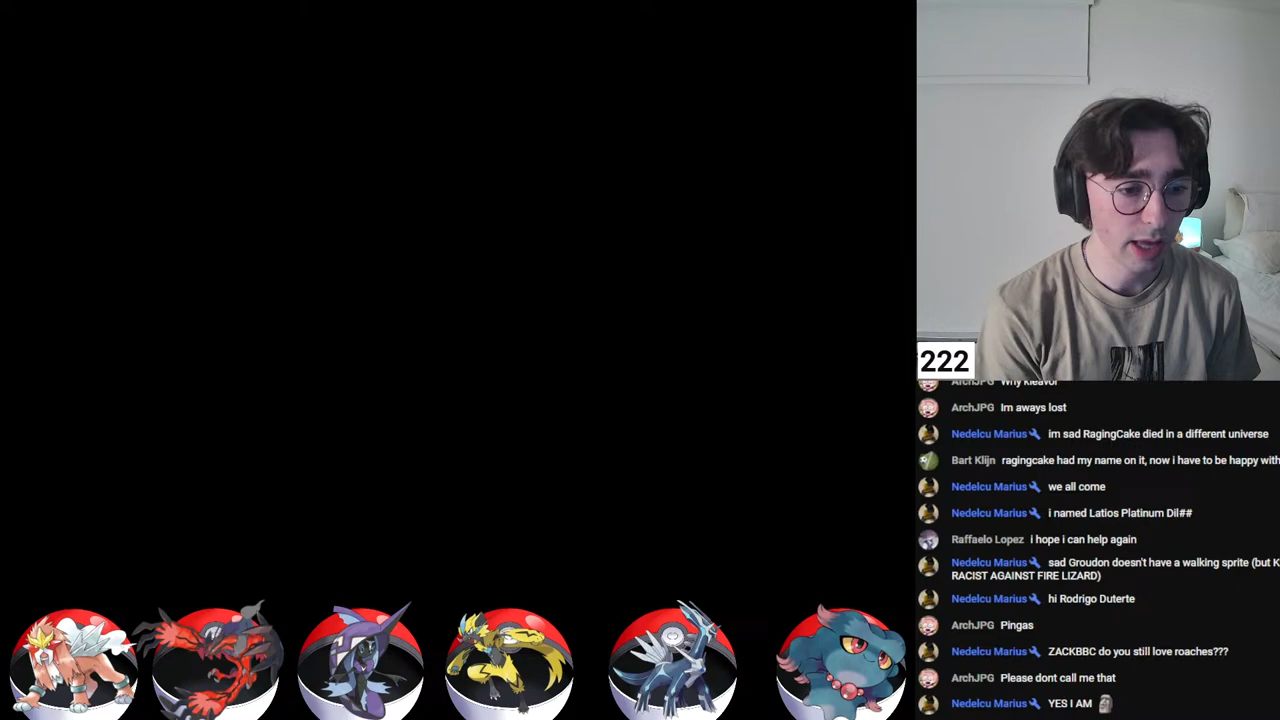 222
ArchJPG Why kleavor
ArchJPG Im aways lost
Nedelcu Marius im sad RagingCake died in a different universe
Bart Klijn ragingcake had my name on it, now i have to be happy with
Nedelcu Marius we all come
Nedelcu Marius i named Latios Platinum Dil##
Raffaelo Lopez i hope i can help again
Nedelcu Marius sad Groudon doesn't have a walking sprite (but K
RACIST AGAINST FIRE LIZARD)
Nedelcu Marius hi Rodrigo Duterte
ArchJPG Pingas
Nedelcu Marius ZACKBBC do you still love roaches???
ArchJPG Please dont call me that
Nedelcu Marius YES I AM